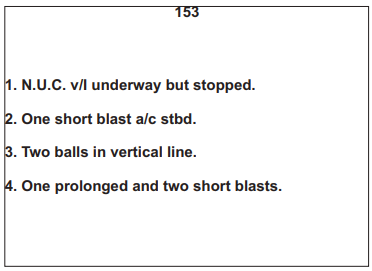 153
1. N.U.C. v/l underway but stopped.
2. One short blast a/c stbd.
3. Two balls in vertical line.
4. One prolonged and two short blasts.